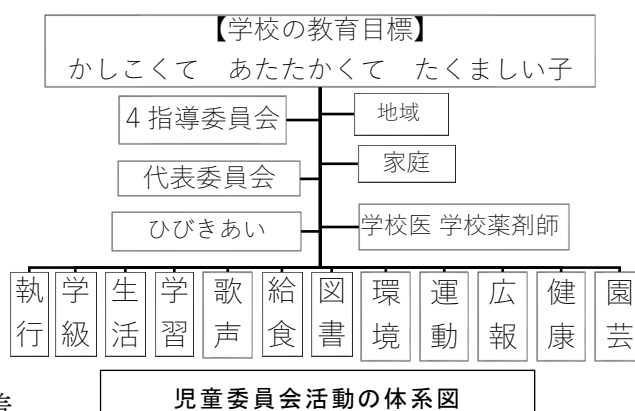 【学校の教育目標】
かしこくて　あたたかくて　たくましい子
4指導委員会
地域
代表委員会
家庭
ひびきあい
学校医 学校薬剤師
執行
学級
生活
学習
歌声
給食
図書
環境
運動
広報
健康
園芸
児童委員会活動の体系図